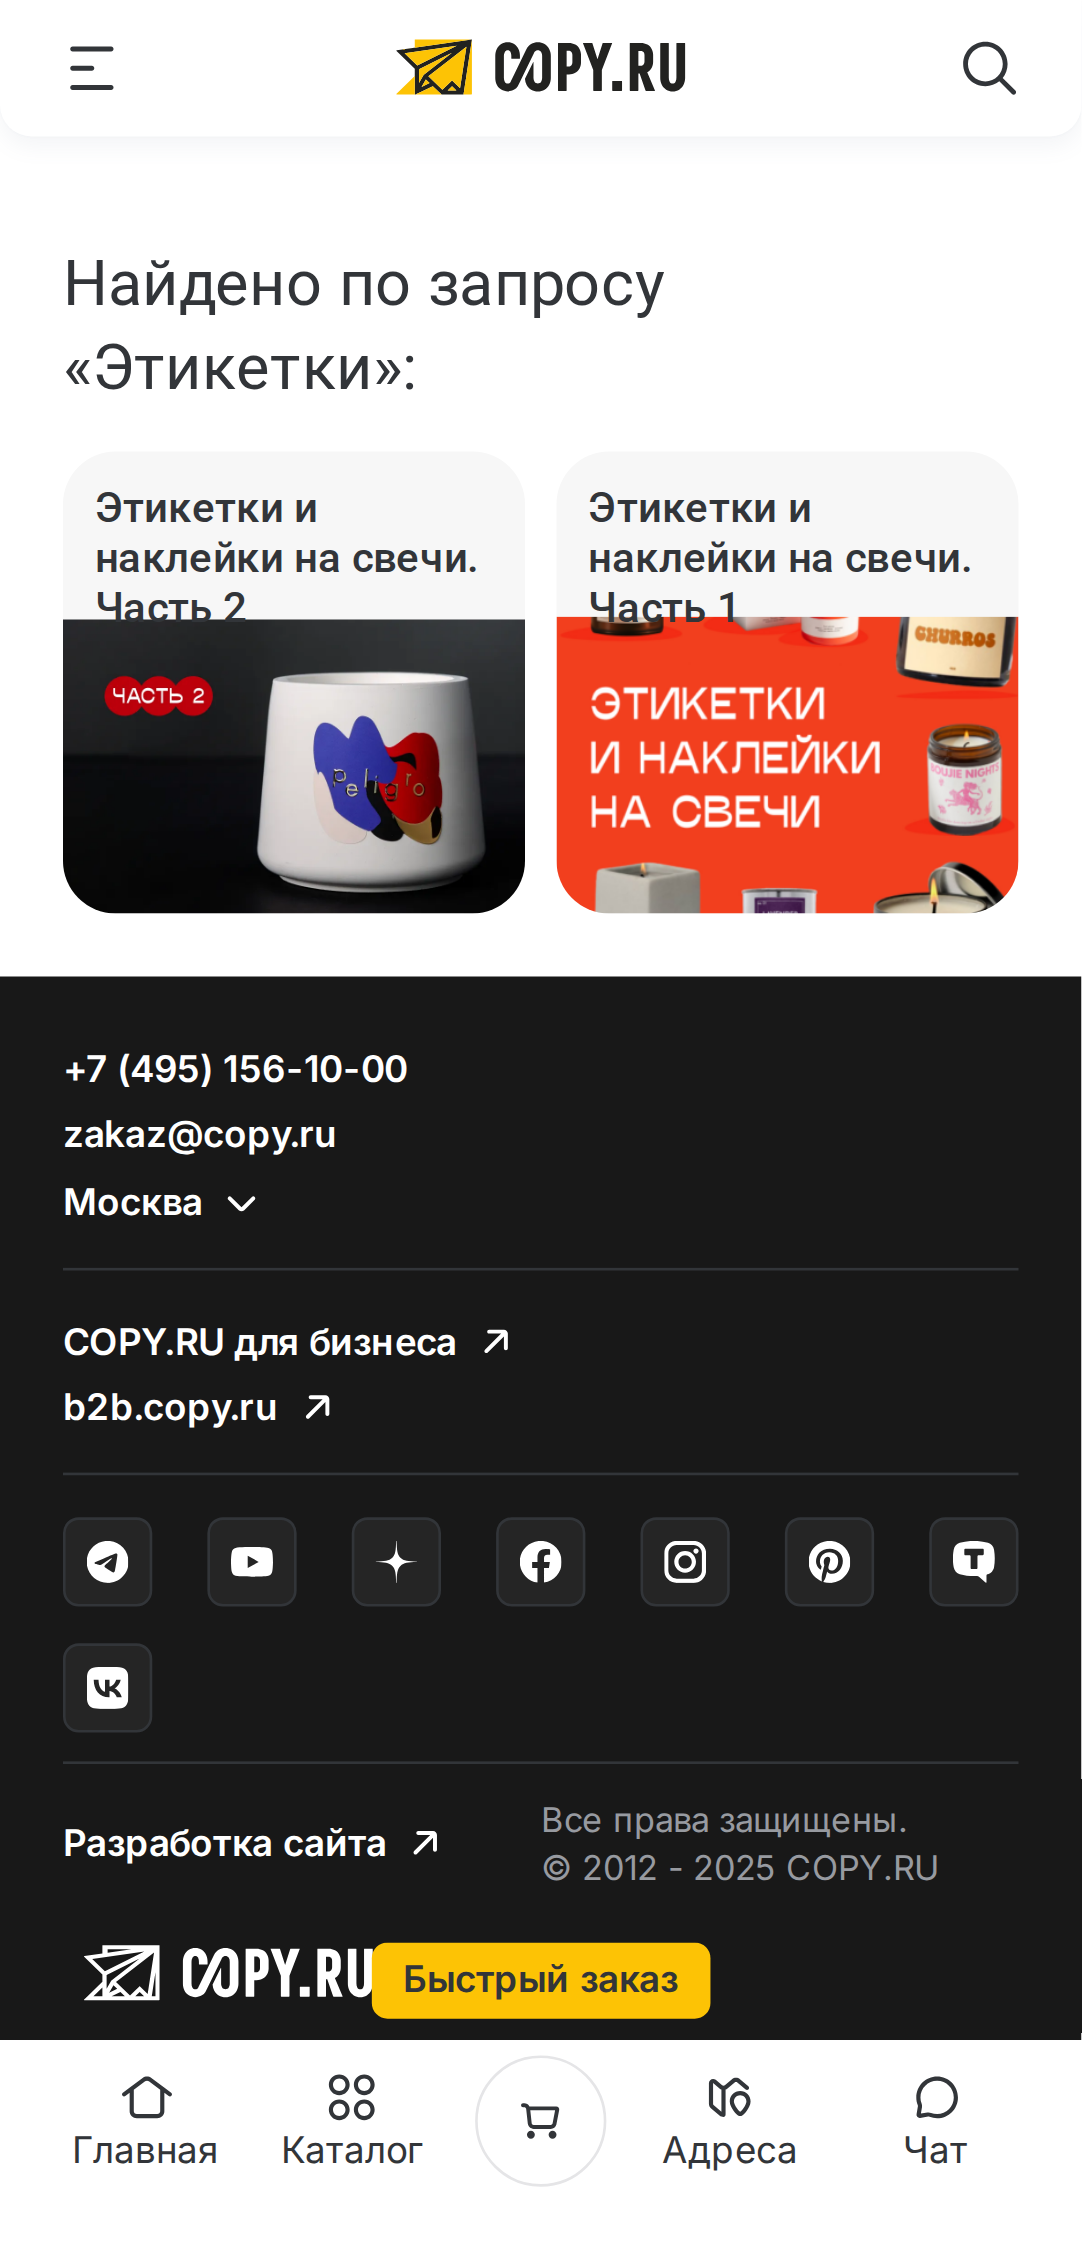 COPY.RU
Найдено по запросу
«Этикетки»:
Этикетки и
наклейки на свечи.
Часть 2
ЧАСТЬ 2
Peligro
Этикетки и
наклейки на свечи.
Часть 1
CHURROS
ЭТИКЕТКИ
И НАКЛЕЙКИ
НА СВЕЧИ
BOUJIE NIGHTS
LAVENDER
+7 (495) 156-10-00
zakaz@copy.ru
Москва
COPY.RU для бизнеса
b2b.copy.ru
Разработка сайта
Все права защищены.
© 2012 - 2025 COPY.RU
COPY.RU
Быстрый заказ
Главная
Каталог
Адреса
Чат